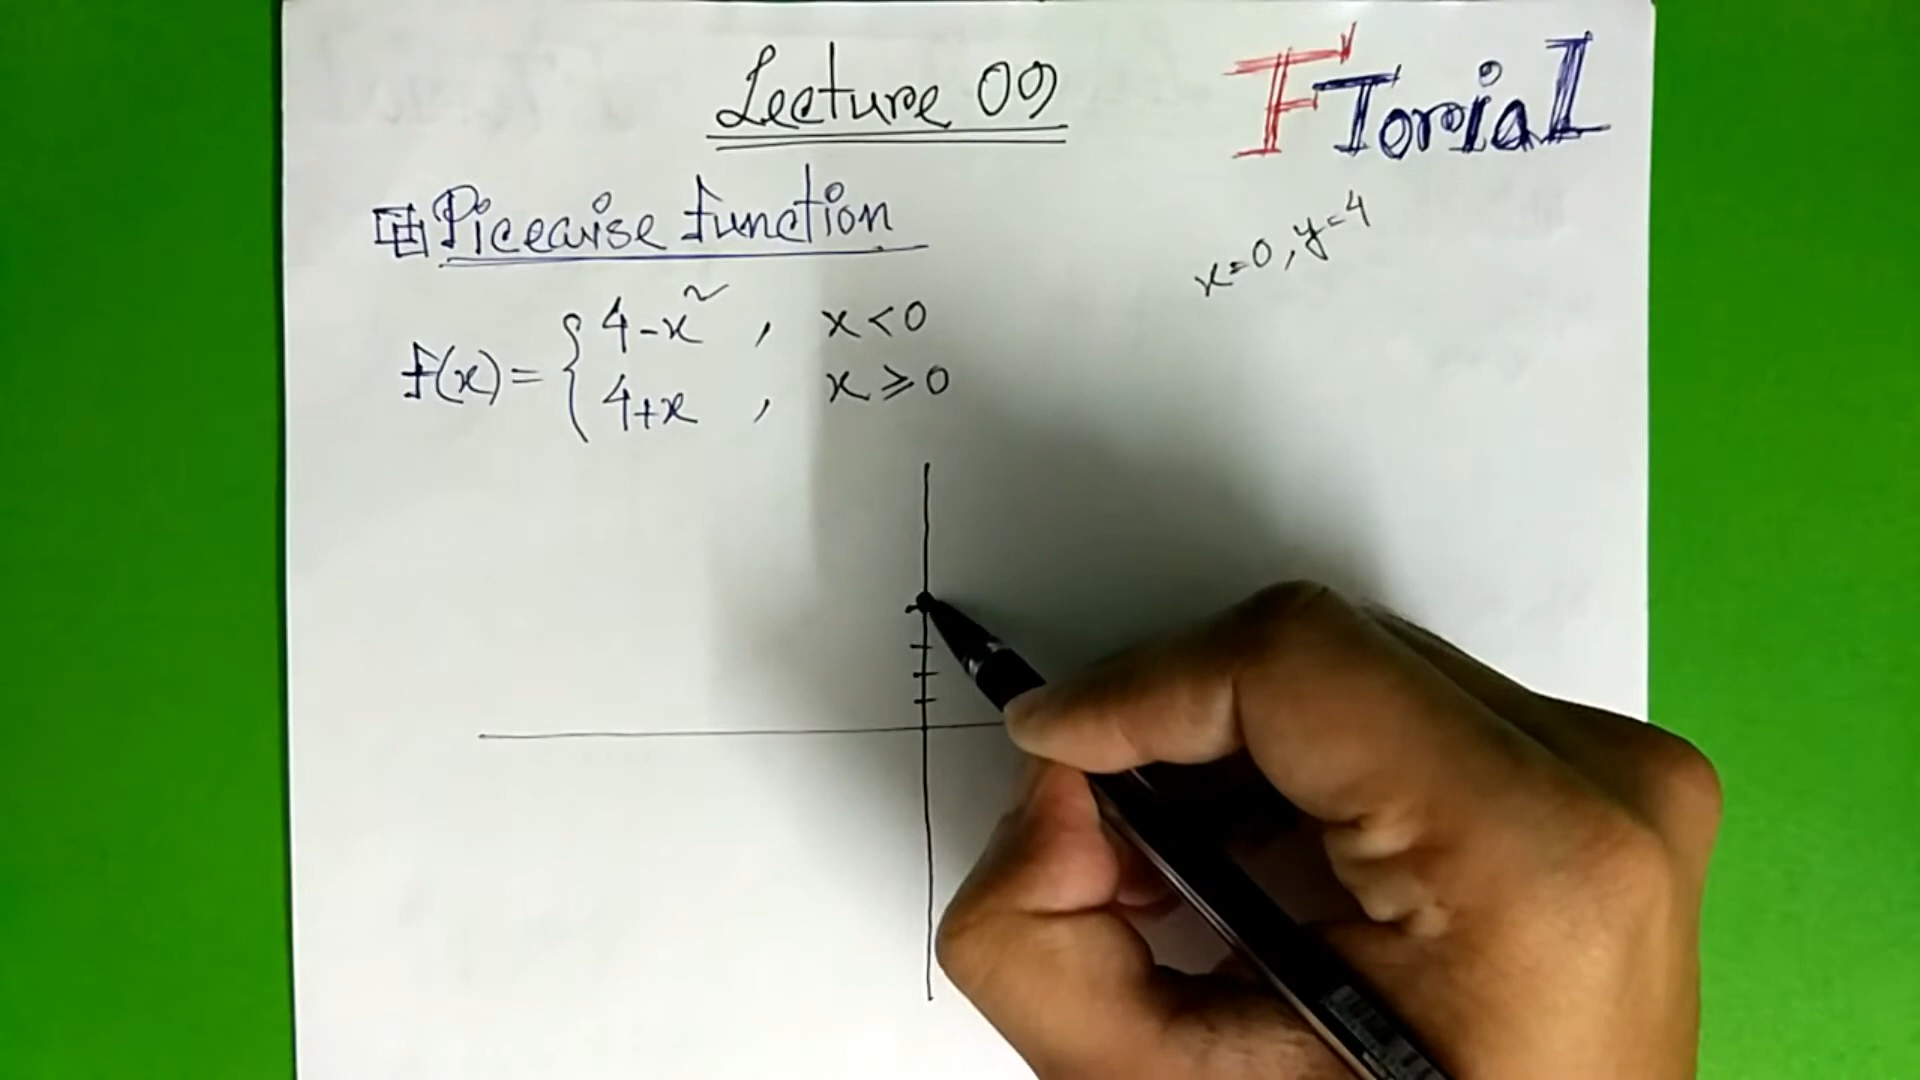 Lecture 09
FTorial
Picewise function
x=0, y=4
f(x) = { 4-x² , x<0
4+x , x≥0